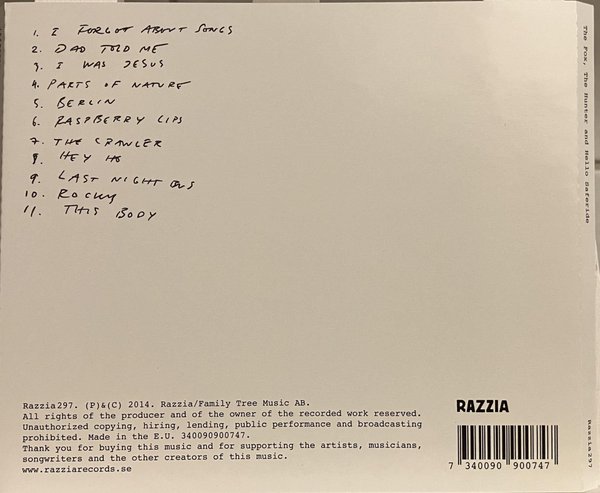 1. I FORGOT ABOUT SONGS
2. DAD TOLD ME
3. I WAS JESUS
4. PARTS OF NATURE
5. BERLIN
6. RASPBERRY LIPS
7. THE CRAWLER
8. HEY HO
9. LAST NIGHT BUS
10. ROCKY
11. THIS BODY
The Fox, The Hunter and Hello Saferide
Razzia297
Razzia297. (P)&(C) 2014. Razzia/Family Tree Music AB.
All rights of the producer and of the owner of the recorded work reserved.
Unauthorized copying, hiring, lending, public performance and broadcasting
prohibited. Made in the E.U. 340090900747.
Thank you for buying this music and for supporting the artists, musicians,
songwriters and the other creators of this music.
www.razziarecords.se
RAZZIA
7 340090 900747